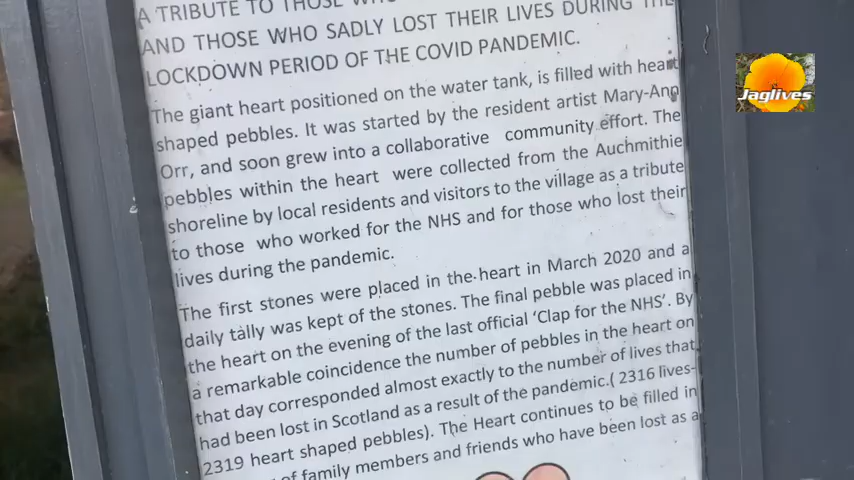 A TRIBUTE TO THOSE
AND THOSE WHO SADLY LOST THEIR LIVES DURING THE
LOCKDOWN PERIOD OF THE COVID PANDEMIC.
The giant heart positioned on the water tank, is filled with heart
shaped pebbles. It was started by the resident artist Mary-Ann
Orr, and soon grew into a collaborative community effort. The
pebbles within the heart were collected from the Auchmithie
shoreline by local residents and visitors to the village as a tribute
to those who worked for the NHS and for those who lost their
lives during the pandemic.
The first stones were placed in the heart in March 2020 and a
daily tally was kept of the stones. The final pebble was placed in
the heart on the evening of the last official ‘Clap for the NHS’. By
a remarkable coincidence the number of pebbles in the heart on
that day corresponded almost exactly to the number of lives that
had been lost in Scotland as a result of the pandemic.( 2316 lives-
2319 heart shaped pebbles). The Heart continues to be filled in
of family members and friends who have been lost as a
Jaglives